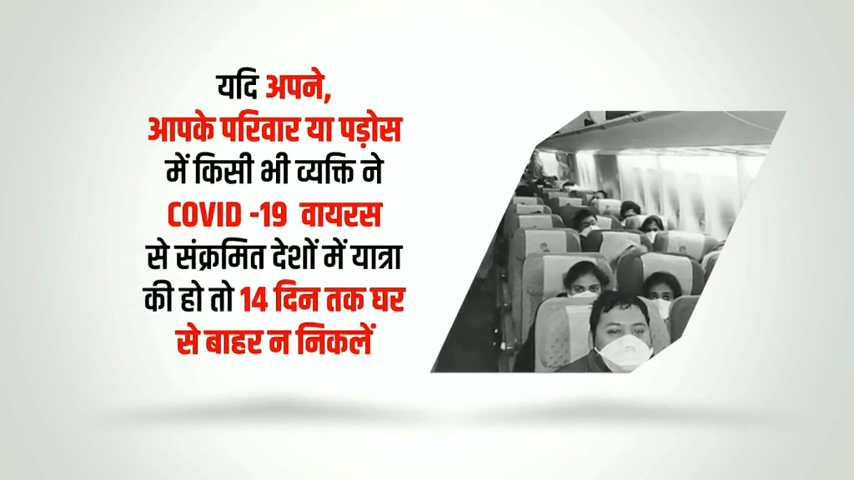 यदि अपने,
आपके परिवार या पड़ोस
में किसी भी व्यक्ति ने
COVID -19 वायरस
से संक्रमित देशों में यात्रा
की हो तो 14 दिन तक घर
से बाहर न निकलें